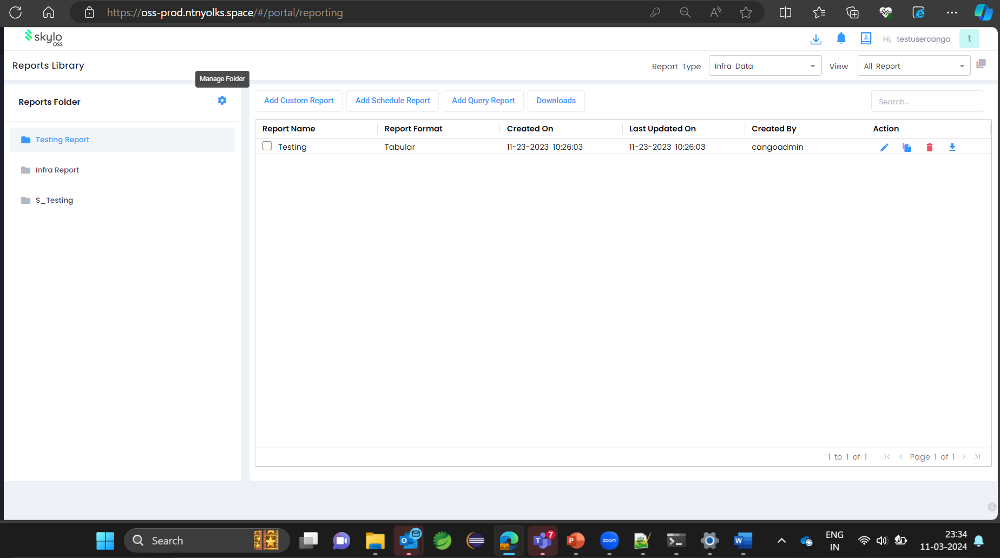 https://oss-prod.ntnyolks.space/#/portal/reporting
skylo
oss
Hi, testusercango
t
Reports Library
Report Type
Infra Data
View
All Report
Manage Folder
Reports Folder
Add Custom Report
Add Schedule Report
Add Query Report
Downloads
Search...
Report Name Report Format Created On Last Updated On Created By Action
Testing Tabular 11-23-2023 10:26:03 11-23-2023 10:26:03 cangoadmin
Testing Report
Infra Report
S_Testing
1 to 1 of 1 Page 1 of 1
Search
7
zoom
ENG
IN
23:34
11-03-2024